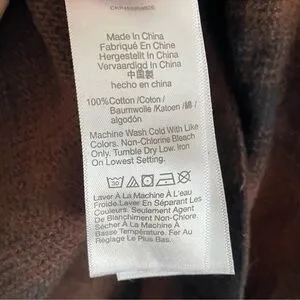 Made In China
Fabriqué En Chine
Hergestellt In China
Vervaardigd In China
中国製
hecho en china
100%Cotton /Coton /
Baumwolle /Katoen /綿 /
algodón
Machine Wash Cold With Like
Colors. Non-Chlorine Bleach
Only. Tumble Dry Low. Iron
On Lowest Setting.
30
Laver À La Machine À L'eau
Froide.Laver En Séparant Les
Couleurs. Seulement Agent
De Blanchiment Non-Chlore.
Sécher À La Machine À
Basse Température. Fer Au
Réglage Le Plus Bas.